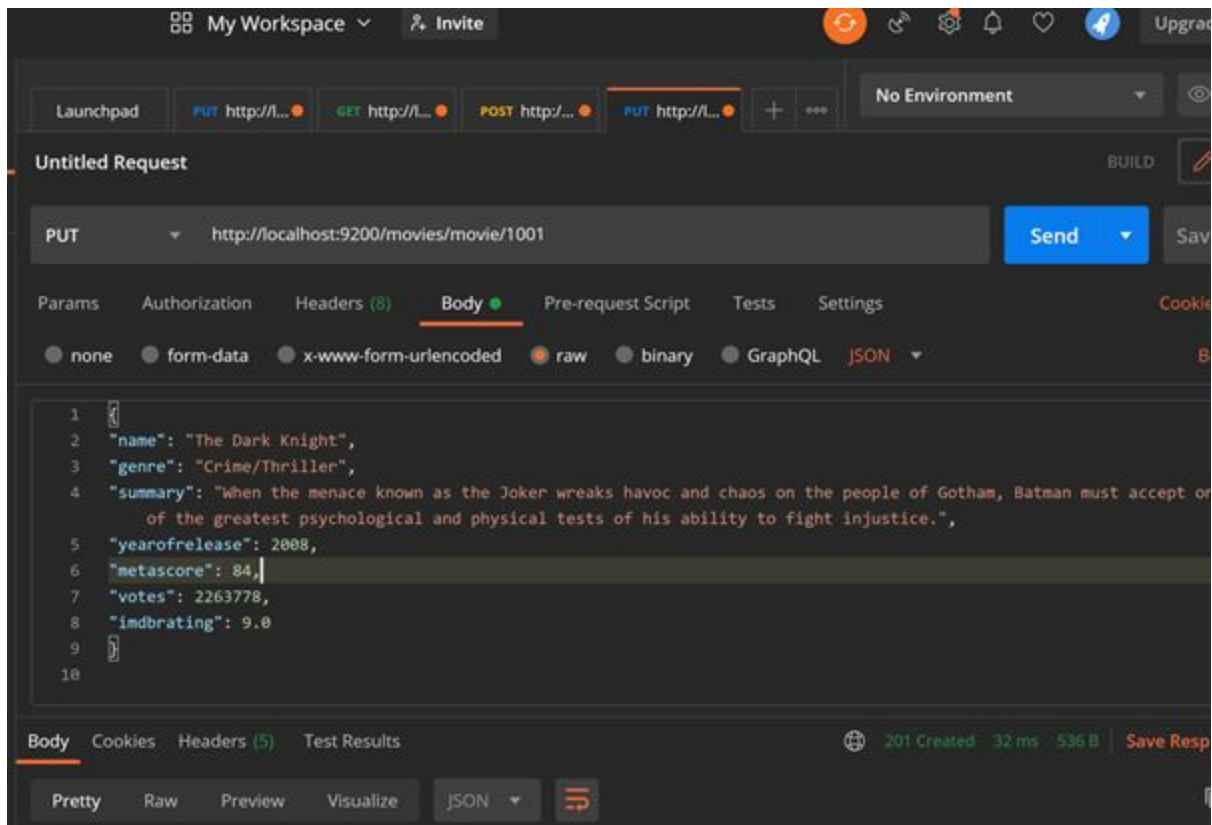 My Workspace Invite Upgrad
Launchpad PUT http://l... GET http://l... POST http:/... PUT http://l... No Environment
Untitled Request BUILD
PUT http://localhost:9200/movies/movie/1001 Send Sav
Params Authorization Headers (8) Body Pre-request Script Tests Settings Cookie
none form-data x-www-form-urlencoded raw binary GraphQL JSON B
1 {
2 "name": "The Dark Knight",
3 "genre": "Crime/Thriller",
4 "summary": "When the menace known as the Joker wreaks havoc and chaos on the people of Gotham, Batman must accept on
of the greatest psychological and physical tests of his ability to fight injustice.",
5 "yearofrelease": 2008,
6 "metascore": 84,
7 "votes": 2263778,
8 "imdbrating": 9.0
9 }
10
Body Cookies Headers (5) Test Results 201 Created 32 ms 536 B Save Resp
Pretty Raw Preview Visualize JSON